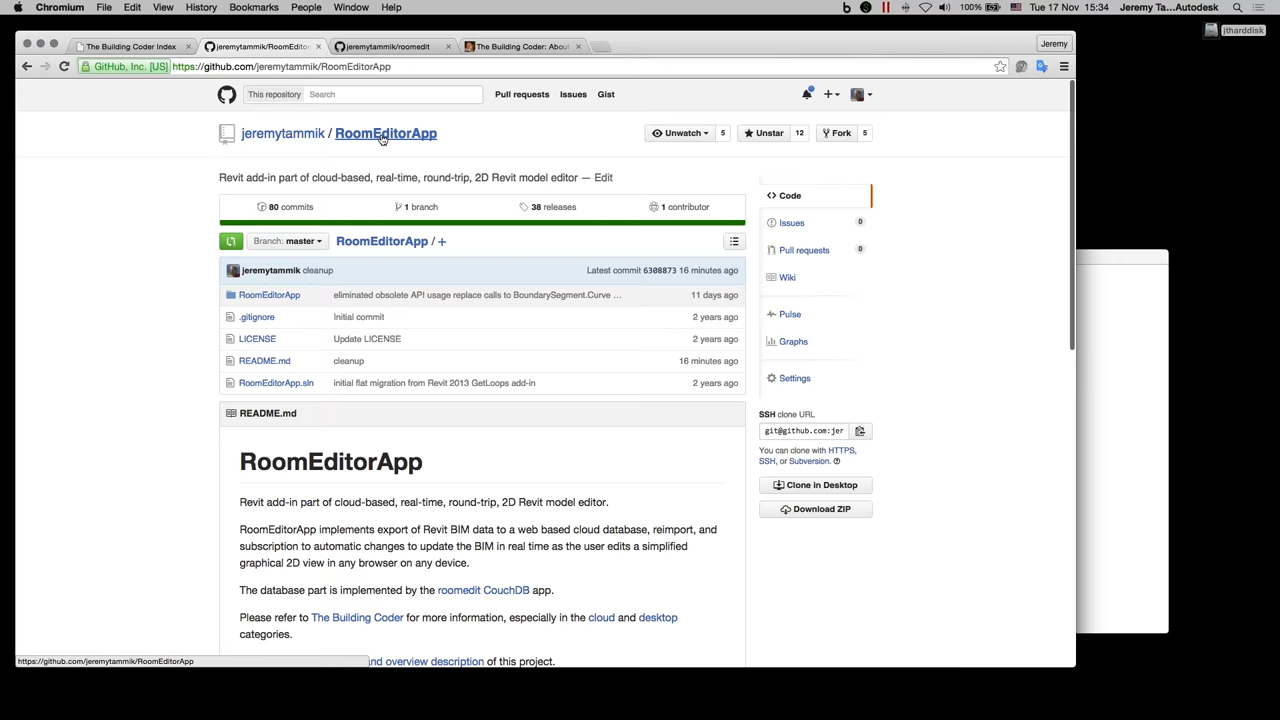 Chromium File Edit View History Bookmarks People Window Help 100% Tue 17 Nov 15:34 Jeremy Ta...Autodesk
jtharddisk
The Building Coder Index jeremytammik/RoomEditor jeremytammik/roomedit The Building Coder: Abou Jeremy
GitHub, Inc. [US] https://github.com/jeremytammik/RoomEditorApp
This repository Search Pull requests Issues Gist
jeremytammik / RoomEditorApp Unwatch 5 Unstar 12 Fork 5
Revit add-in part of cloud-based, real-time, round-trip, 2D Revit model editor — Edit
80 commits 1 branch 38 releases 1 contributor
Branch: master RoomEditorApp / +
jeremytammik cleanup Latest commit 6308873 16 minutes ago
RoomEditorApp eliminated obsolete API usage replace calls to BoundarySegment.Curve … 11 days ago
.gitignore Initial commit 2 years ago
LICENSE Update LICENSE 2 years ago
README.md cleanup 16 minutes ago
RoomEditorApp.sln initial flat migration from Revit 2013 GetLoops add-in 2 years ago
README.md
RoomEditorApp
Revit add-in part of cloud-based, real-time, round-trip, 2D Revit model editor.
RoomEditorApp implements export of Revit BIM data to a web based cloud database, reimport, and
subscription to automatic changes to update the BIM in real time as the user edits a simplified
graphical 2D view in any browser on any device.
The database part is implemented by the roomedit CouchDB app.
Please refer to The Building Coder for more information, especially in the cloud and desktop
categories.
nd overview description of this project.
https://github.com/jeremytammik/RoomEditorApp
Code
Issues 0
Pull requests 0
Wiki
Pulse
Graphs
Settings
SSH clone URL
git@github.com:jer
You can clone with HTTPS,
SSH, or Subversion.
Clone in Desktop
Download ZIP